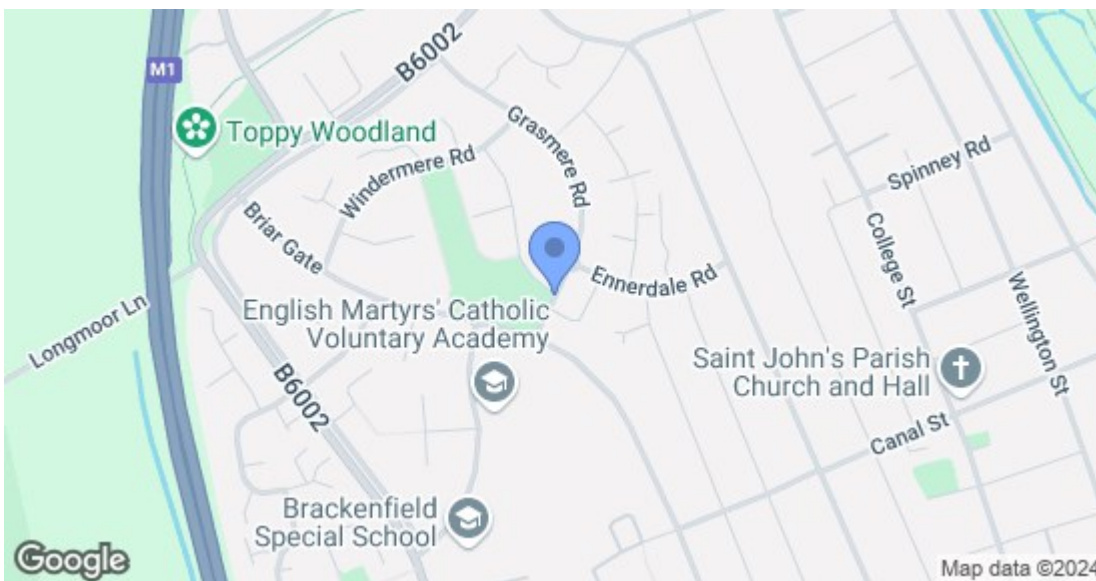 M1
B6002
Toppy Woodland
Grasmere Rd
Windermere Rd
Spinney Rd
Briar Gate
College St
Ennerdale Rd
Wellington St
Longmoor Ln
English Martyrs' Catholic
Voluntary Academy
Saint John's Parish
Church and Hall
B6002
Canal St
Brackenfield
Special School
Google
Map data ©2024